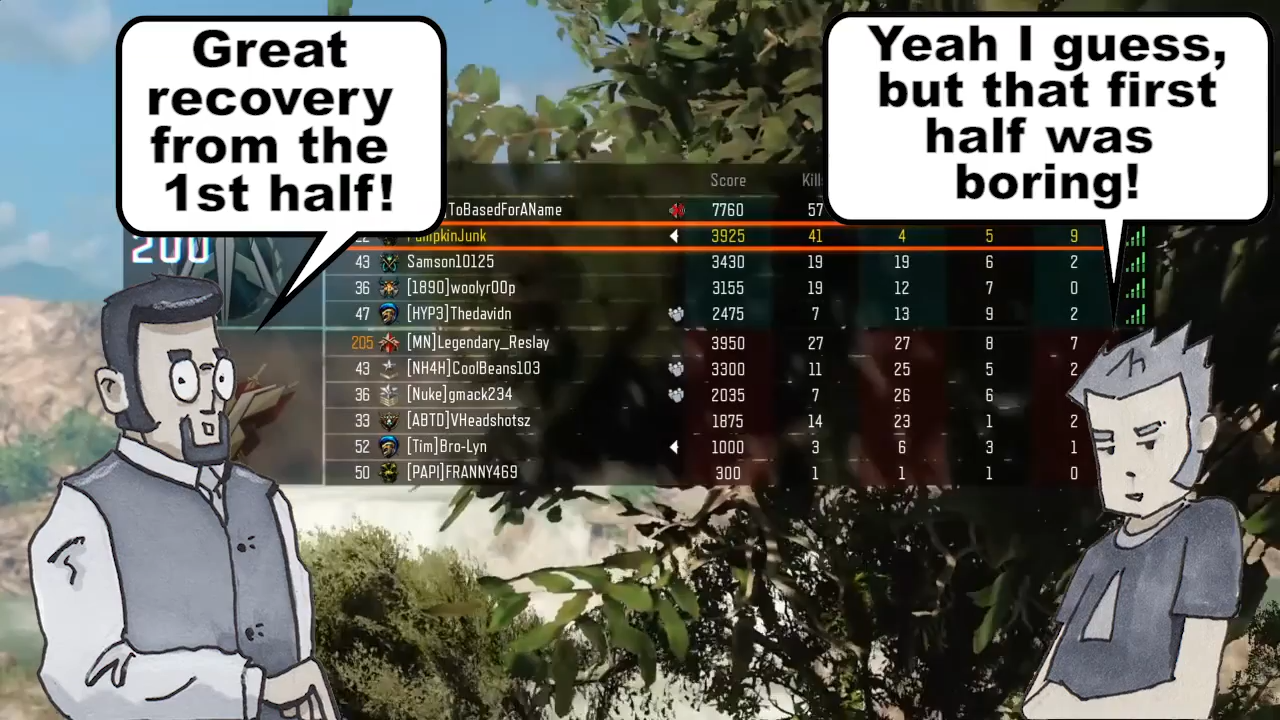 Great
recovery
from the
1st half!
Yeah I guess,
but that first
half was
boring!
Score
200
ToBasedForAName 7760 57
PumpkinJunk 3925 41 4 5 9
43 Samson10125 3430 19 19 6 2
36 [1890]woolyr00p 3155 19 12 7 0
47 [HYP3]Thedavidn 2475 7 13 9 2
205 [MN]Legendary_Reslay 3950 27 27 8 7
43 [NH4H]CoolBeans103 3300 11 25 5 2
36 [Nuke]gmack234 2035 7 26 6
33 [ABTD]VHeadshotsz 1875 14 23 1 2
52 [Tim]Bro-Lyn 1000 3 6 3 1
50 [PAPI]FRANNY469 300 1 1 1 0